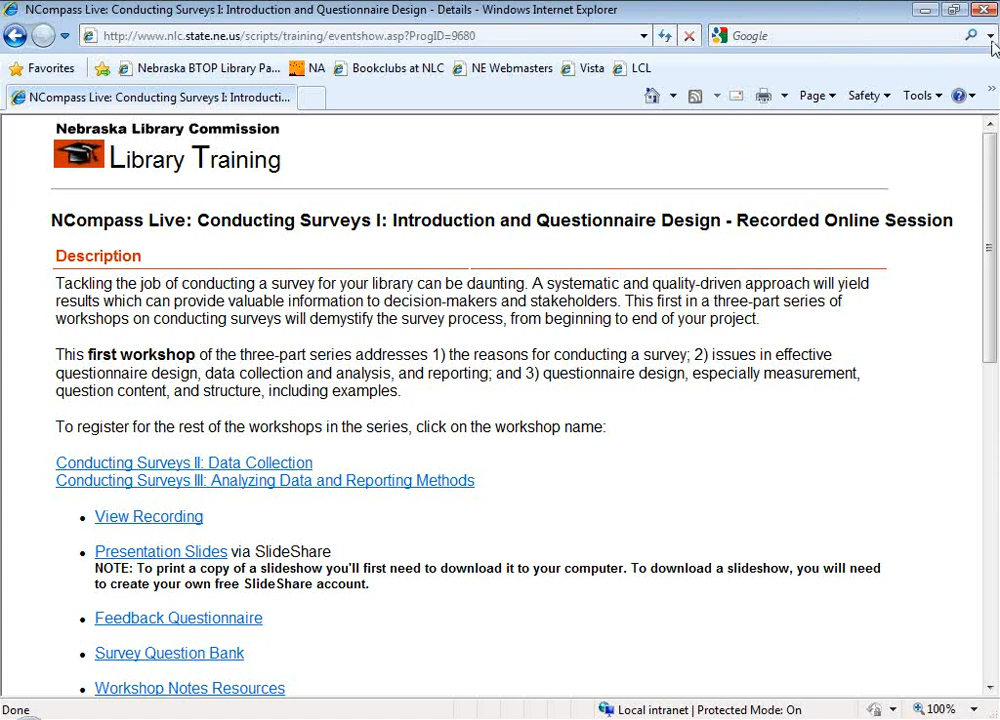 NCompass Live: Conducting Surveys I: Introduction and Questionnaire Design - Details - Windows Internet Explorer
http://www.nlc.state.ne.us/scripts/training/eventshow.asp?ProgID=9680
Google
Favorites
Nebraska BTOP Library Pa...
NA
Bookclubs at NLC
NE Webmasters
Vista
LCL
NCompass Live: Conducting Surveys I: Introducti...
Page
Safety
Tools
Nebraska Library Commission
Library Training
NCompass Live: Conducting Surveys I: Introduction and Questionnaire Design - Recorded Online Session
Description
Tackling the job of conducting a survey for your library can be daunting. A systematic and quality-driven approach will yield
results which can provide valuable information to decision-makers and stakeholders. This first in a three-part series of
workshops on conducting surveys will demystify the survey process, from beginning to end of your project.
This first workshop of the three-part series addresses 1) the reasons for conducting a survey; 2) issues in effective
questionnaire design, data collection and analysis, and reporting; and 3) questionnaire design, especially measurement,
question content, and structure, including examples.
To register for the rest of the workshops in the series, click on the workshop name:
Conducting Surveys II: Data Collection
Conducting Surveys III: Analyzing Data and Reporting Methods
View Recording
Presentation Slides via SlideShare
NOTE: To print a copy of a slideshow you'll first need to download it to your computer. To download a slideshow, you will need
to create your own free SlideShare account.
Feedback Questionnaire
Survey Question Bank
Workshop Notes Resources
Done
Local intranet | Protected Mode: On
100%